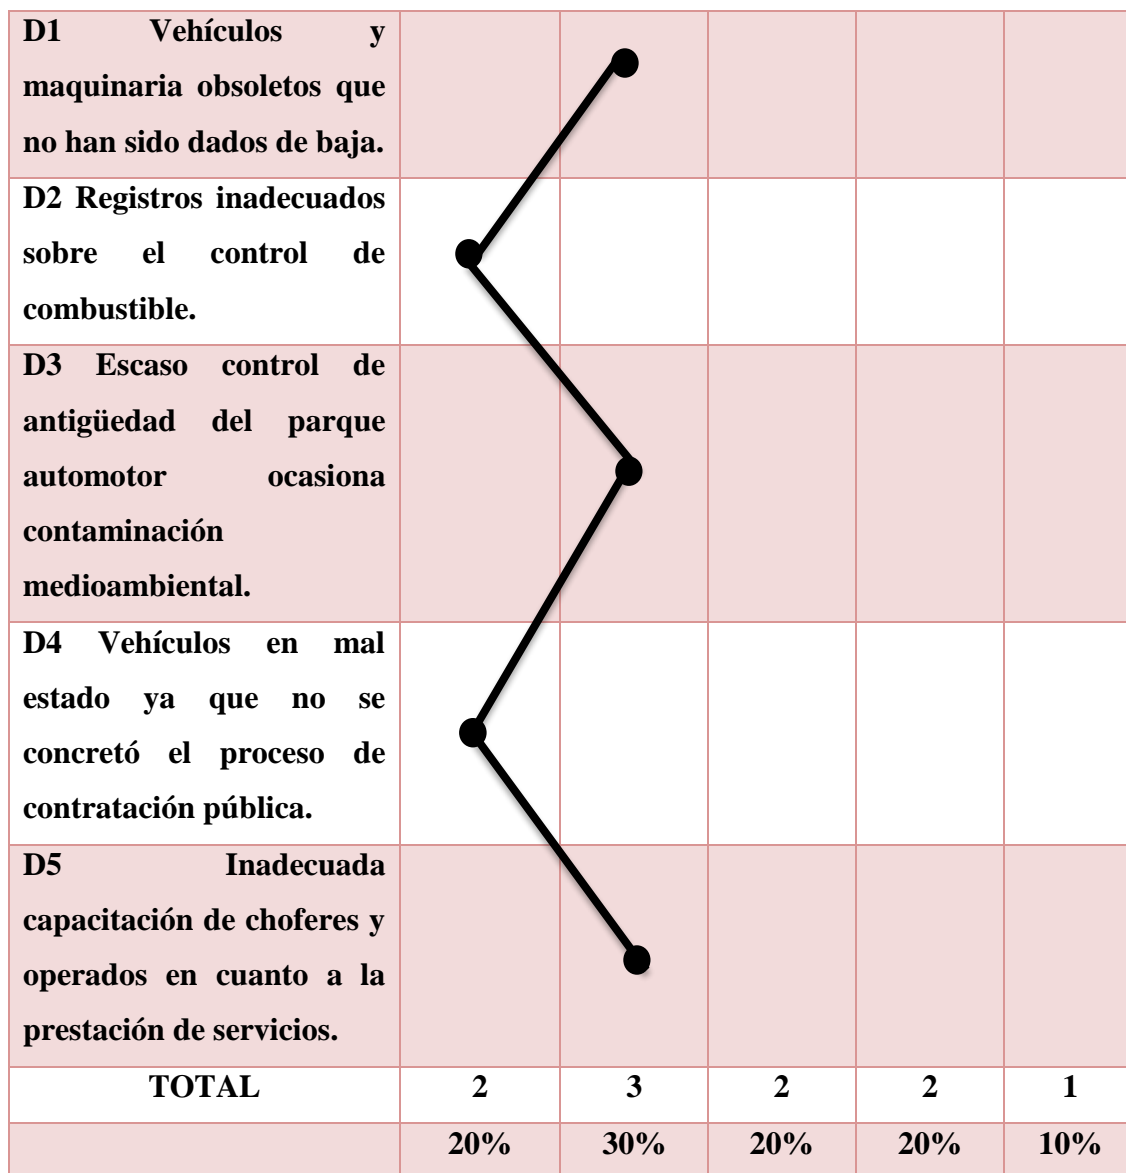 D1 Vehículos y
maquinaria obsoletos que
no han sido dados de baja.
D2 Registros inadecuados
sobre el control de
combustible.
D3 Escaso control de
antigüedad del parque
automotor ocasiona
contaminación
medioambiental.
D4 Vehículos en mal
estado ya que no se
concretó el proceso de
contratación pública.
D5 Inadecuada
capacitación de choferes y
operados en cuanto a la
prestación de servicios.
TOTAL 2 3 2 2 1
20% 30% 20% 20% 10%